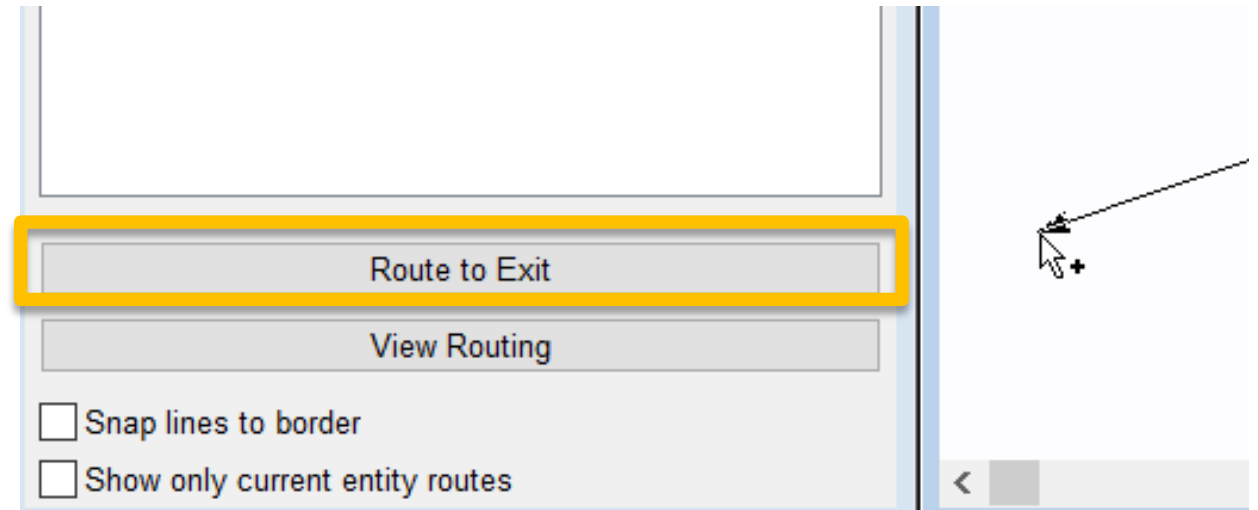 Route to Exit
View Routing
Snap lines to border
Show only current entity routes